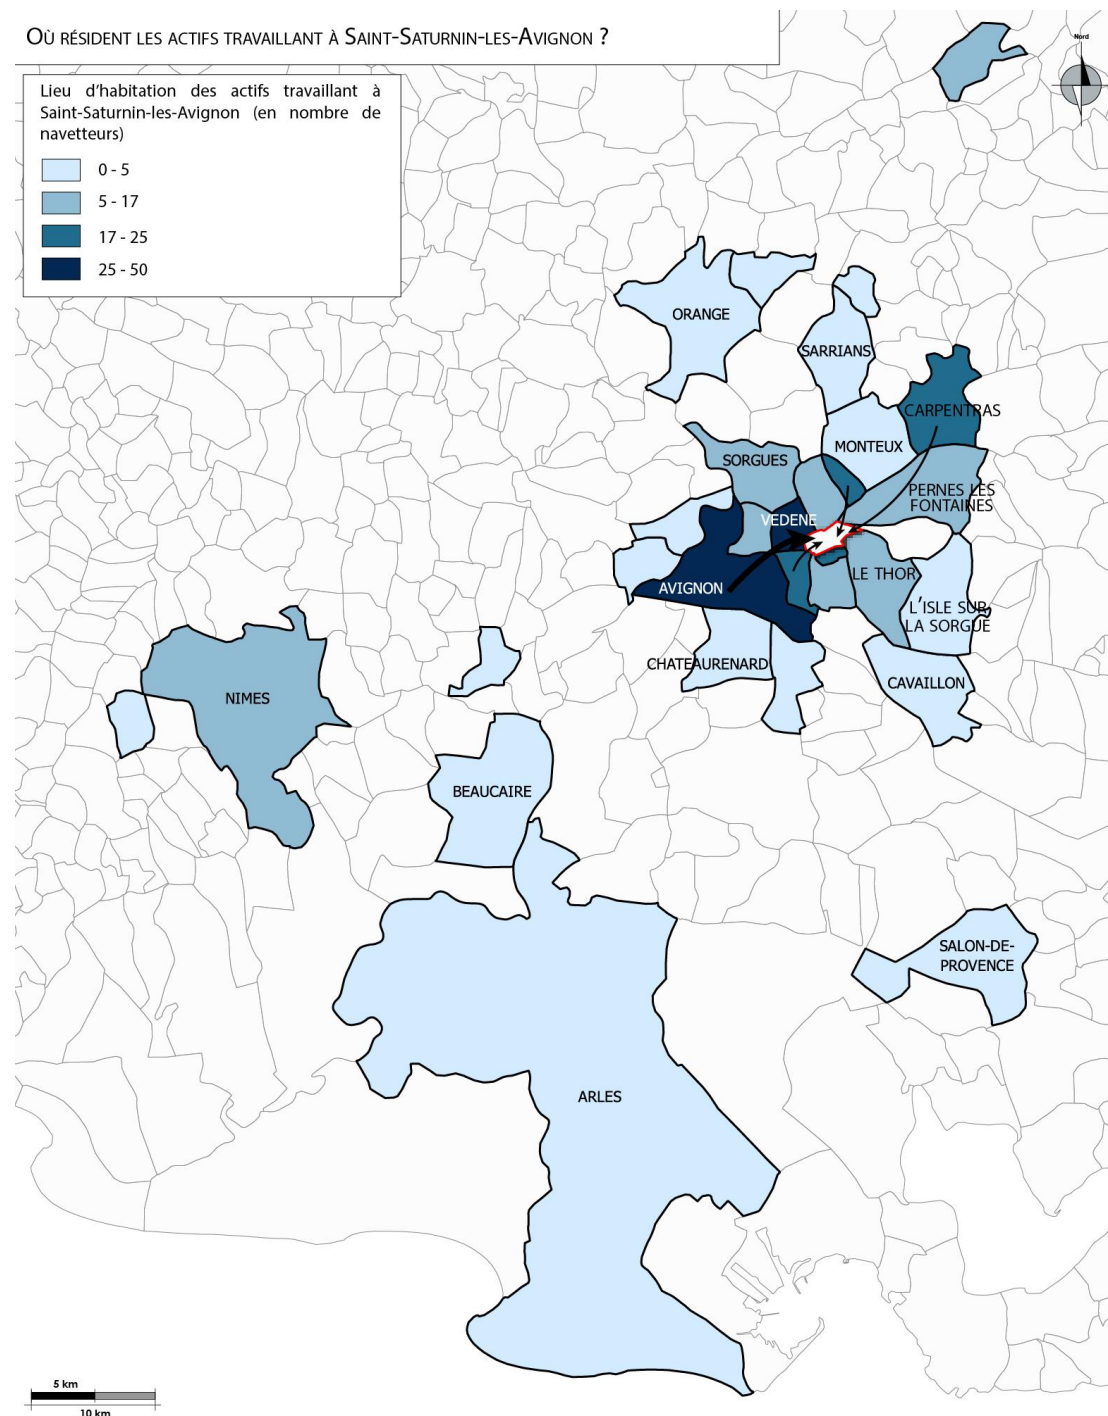 Où résident les actifs travaillant à Saint-Saturnin-les-Avignon ?
Nord
Lieu d'habitation des actifs travaillant à
Saint-Saturnin-les-Avignon (en nombre de
navetteurs)
0 - 5
5 - 17
17 - 25
25 - 50
ORANGE
SARRIANS
CARPENTRAS
MONTEUX
SORGUES
PERNES LES
FONTAINES
VEDENE
LE THOR
AVIGNON
L'ISLE SUR
LA SORGUE
CHATEAURENARD
CAVAILLON
NIMES
BEAUCAIRE
SALON-DE-
PROVENCE
ARLES
5 km
10 km